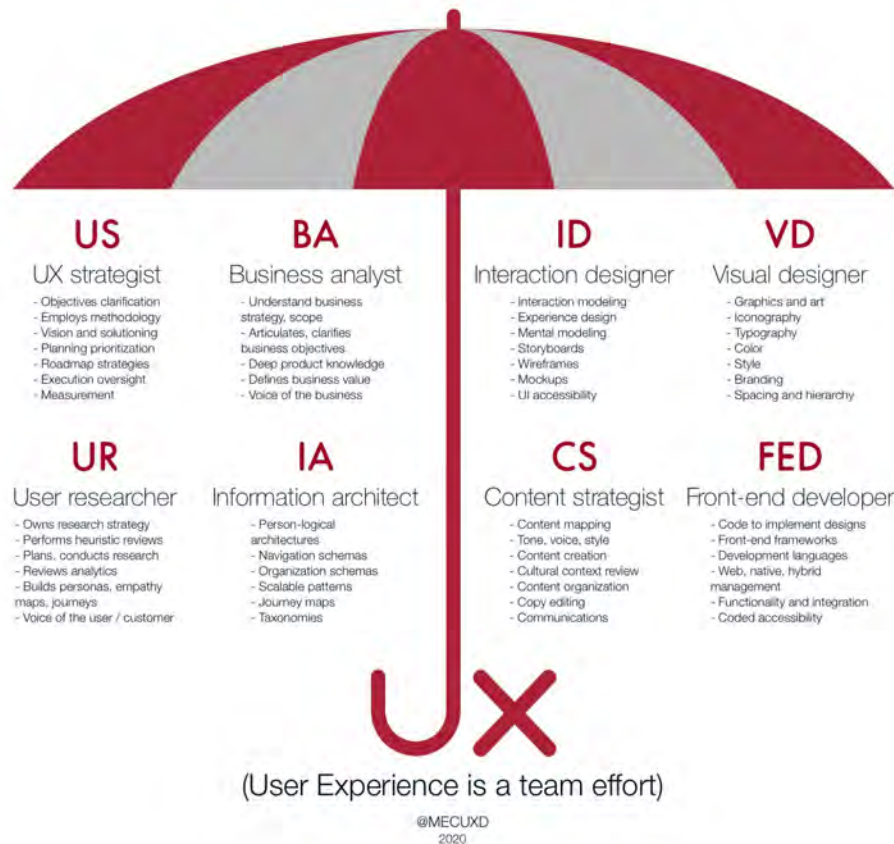 US
UX strategist
- Objectives clarification
- Employs methodology
- Vision and solutioning
- Planning prioritization
- Roadmap strategies
- Execution oversight
- Measurement
BA
Business analyst
- Understand business
strategy, scope
- Articulates, clarifies
business objectives
- Deep product knowledge
- Defines business value
- Voice of the business
ID
Interaction designer
- Interaction modeling
- Experience design
- Mental modeling
- Storyboards
- Wireframes
- Mockups
- UI accessibility
VD
Visual designer
- Graphics and art
- Iconography
- Typography
- Color
- Style
- Branding
- Spacing and hierarchy
UR
User researcher
- Owns research strategy
- Performs heuristic reviews
- Plans, conducts research
- Reviews analytics
- Builds personas, empathy
maps, journeys
- Voice of the user / customer
IA
Information architect
- Person-logical
architectures
- Navigation schemas
- Organization schemas
- Scalable patterns
- Journey maps
- Taxonomies
CS
Content strategist
- Content mapping
- Tone, voice, style
- Content creation
- Cultural context review
- Content organization
- Copy editing
- Communications
FED
Front-end developer
- Code to implement designs
- Front-end frameworks
- Development languages
- Web, native, hybrid
management
- Functionality and integration
- Coded accessibility
UX
(User Experience is a team effort)
@MECUXD
2020